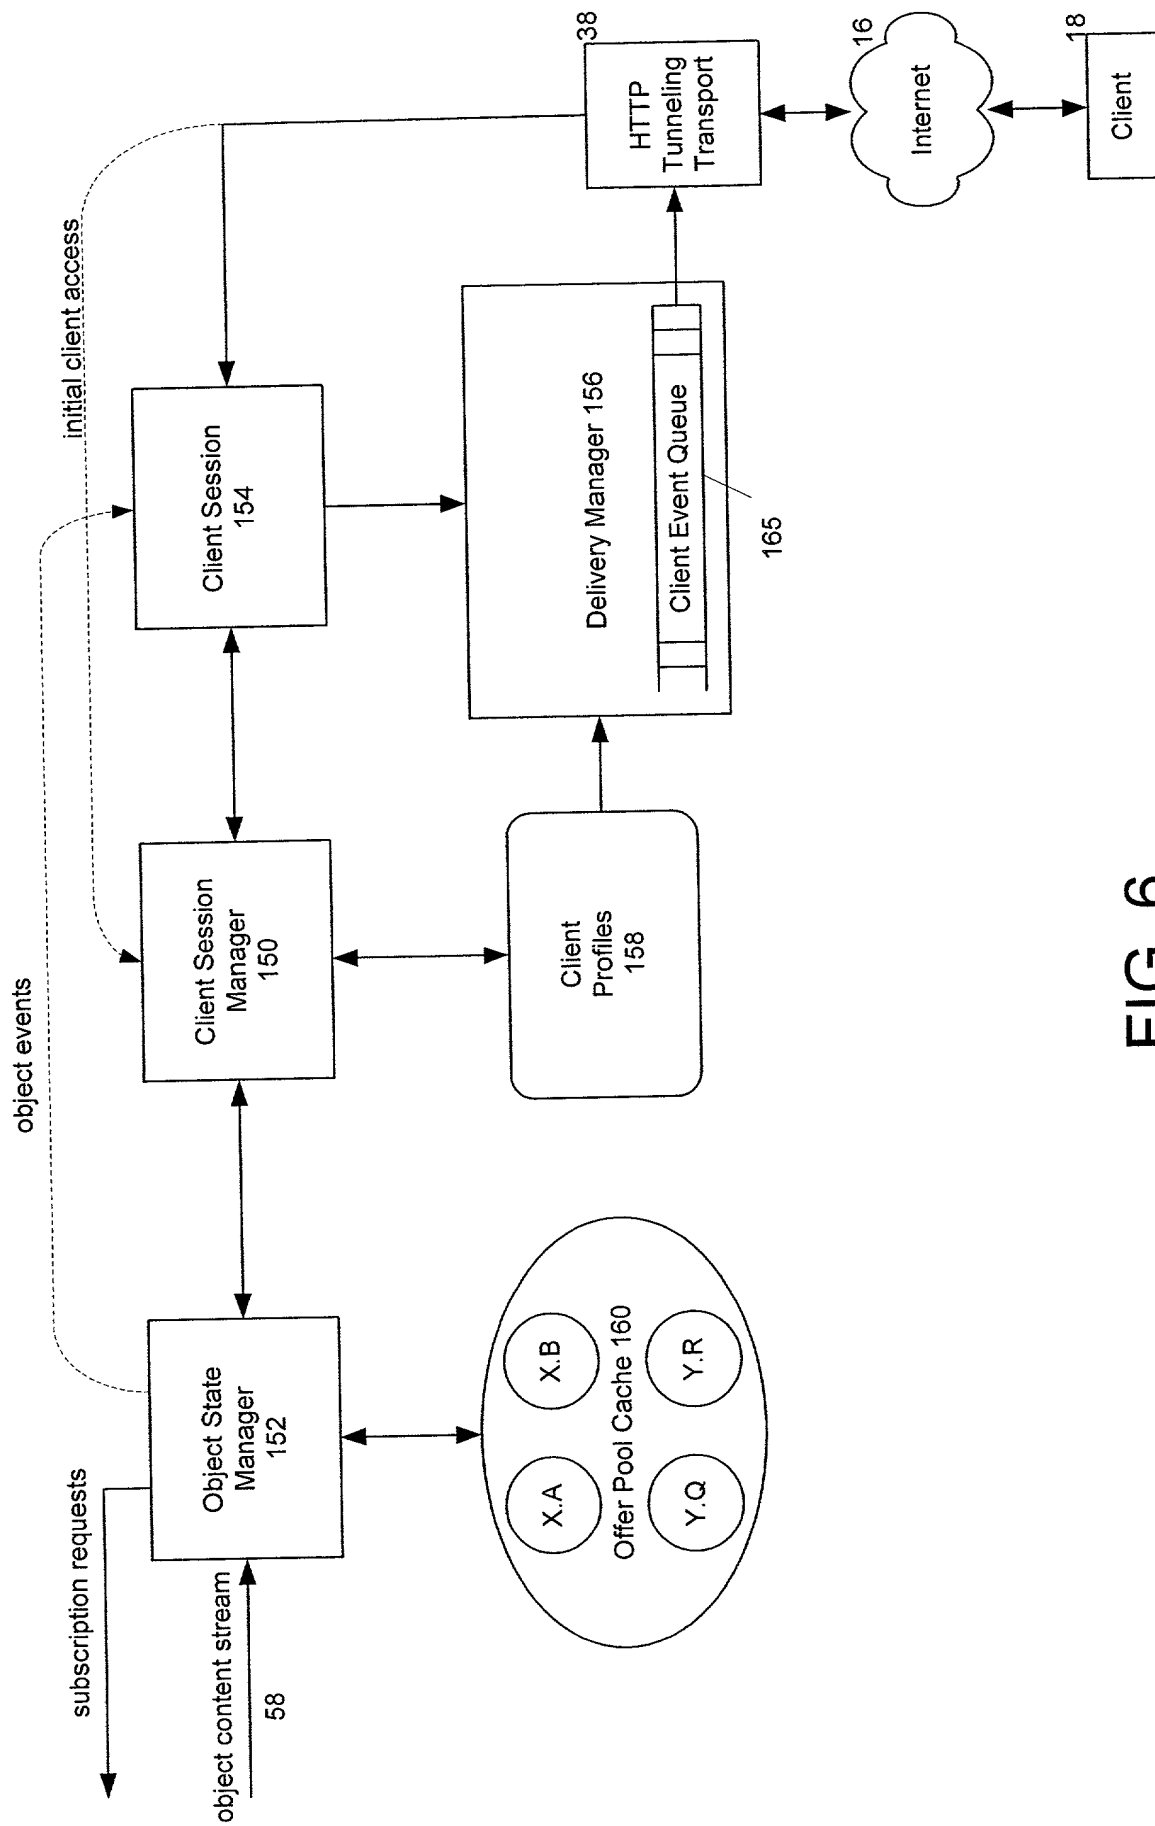 object events
initial client access
subscription requests
object content stream
58
Object State
Manager
152
Client Session
Manager
150
Client Session
154
X.A
X.B
Offer Pool Cache 160
Y.Q
Y.R
Client
Profiles
158
Delivery Manager 156
Client Event Queue
165
HTTP
Tunneling
Transport
38
Internet
16
Client
18
FIG. 6